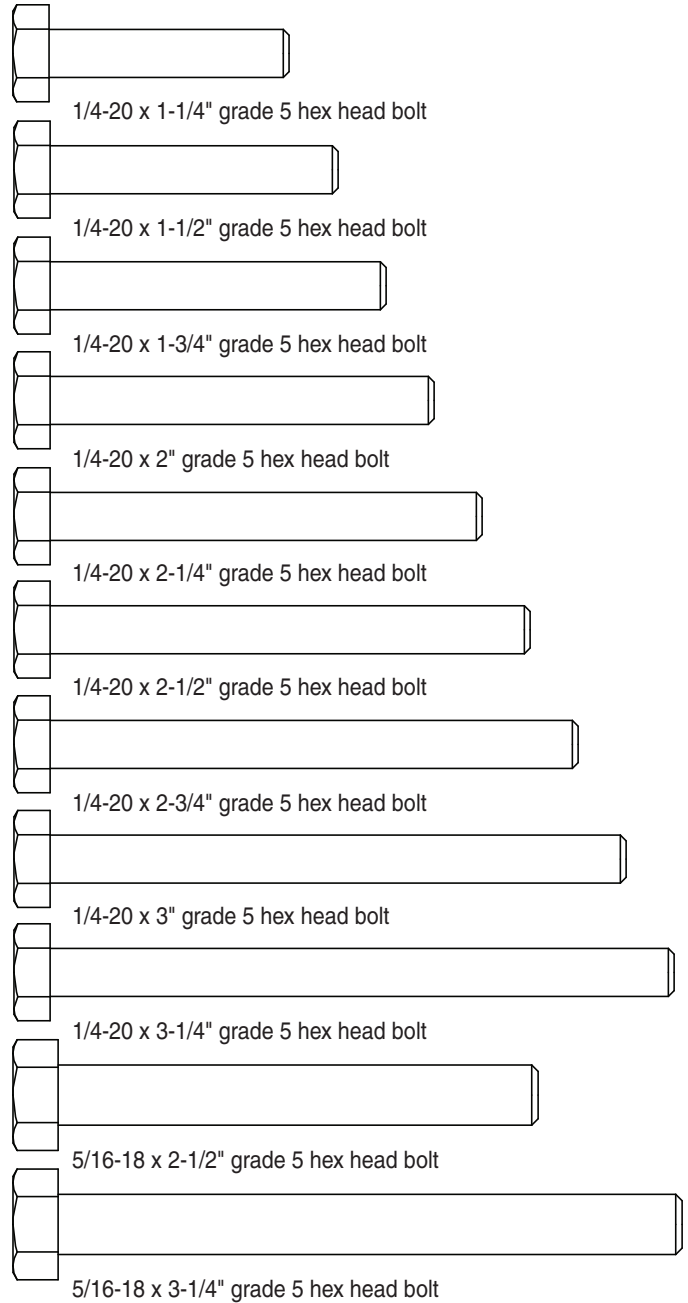 1/4-20 x 1-1/4" grade 5 hex head bolt
1/4-20 x 1-1/2" grade 5 hex head bolt
1/4-20 x 1-3/4" grade 5 hex head bolt
1/4-20 x 2" grade 5 hex head bolt
1/4-20 x 2-1/4" grade 5 hex head bolt
1/4-20 x 2-1/2" grade 5 hex head bolt
1/4-20 x 2-3/4" grade 5 hex head bolt
1/4-20 x 3" grade 5 hex head bolt
1/4-20 x 3-1/4" grade 5 hex head bolt
5/16-18 x 2-1/2" grade 5 hex head bolt
5/16-18 x 3-1/4" grade 5 hex head bolt